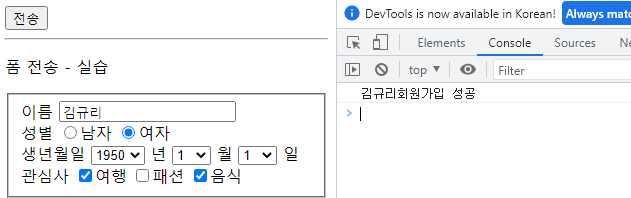 전송
폼 전송 - 실습
이름 김규리
성별 남자 여자
생년월일 1950 년 1 월 1 일
관심사 여행 패션 음식
DevTools is now available in Korean! Always matc
Elements Console Sources Ne
top Filter
김규리회원가입 성공